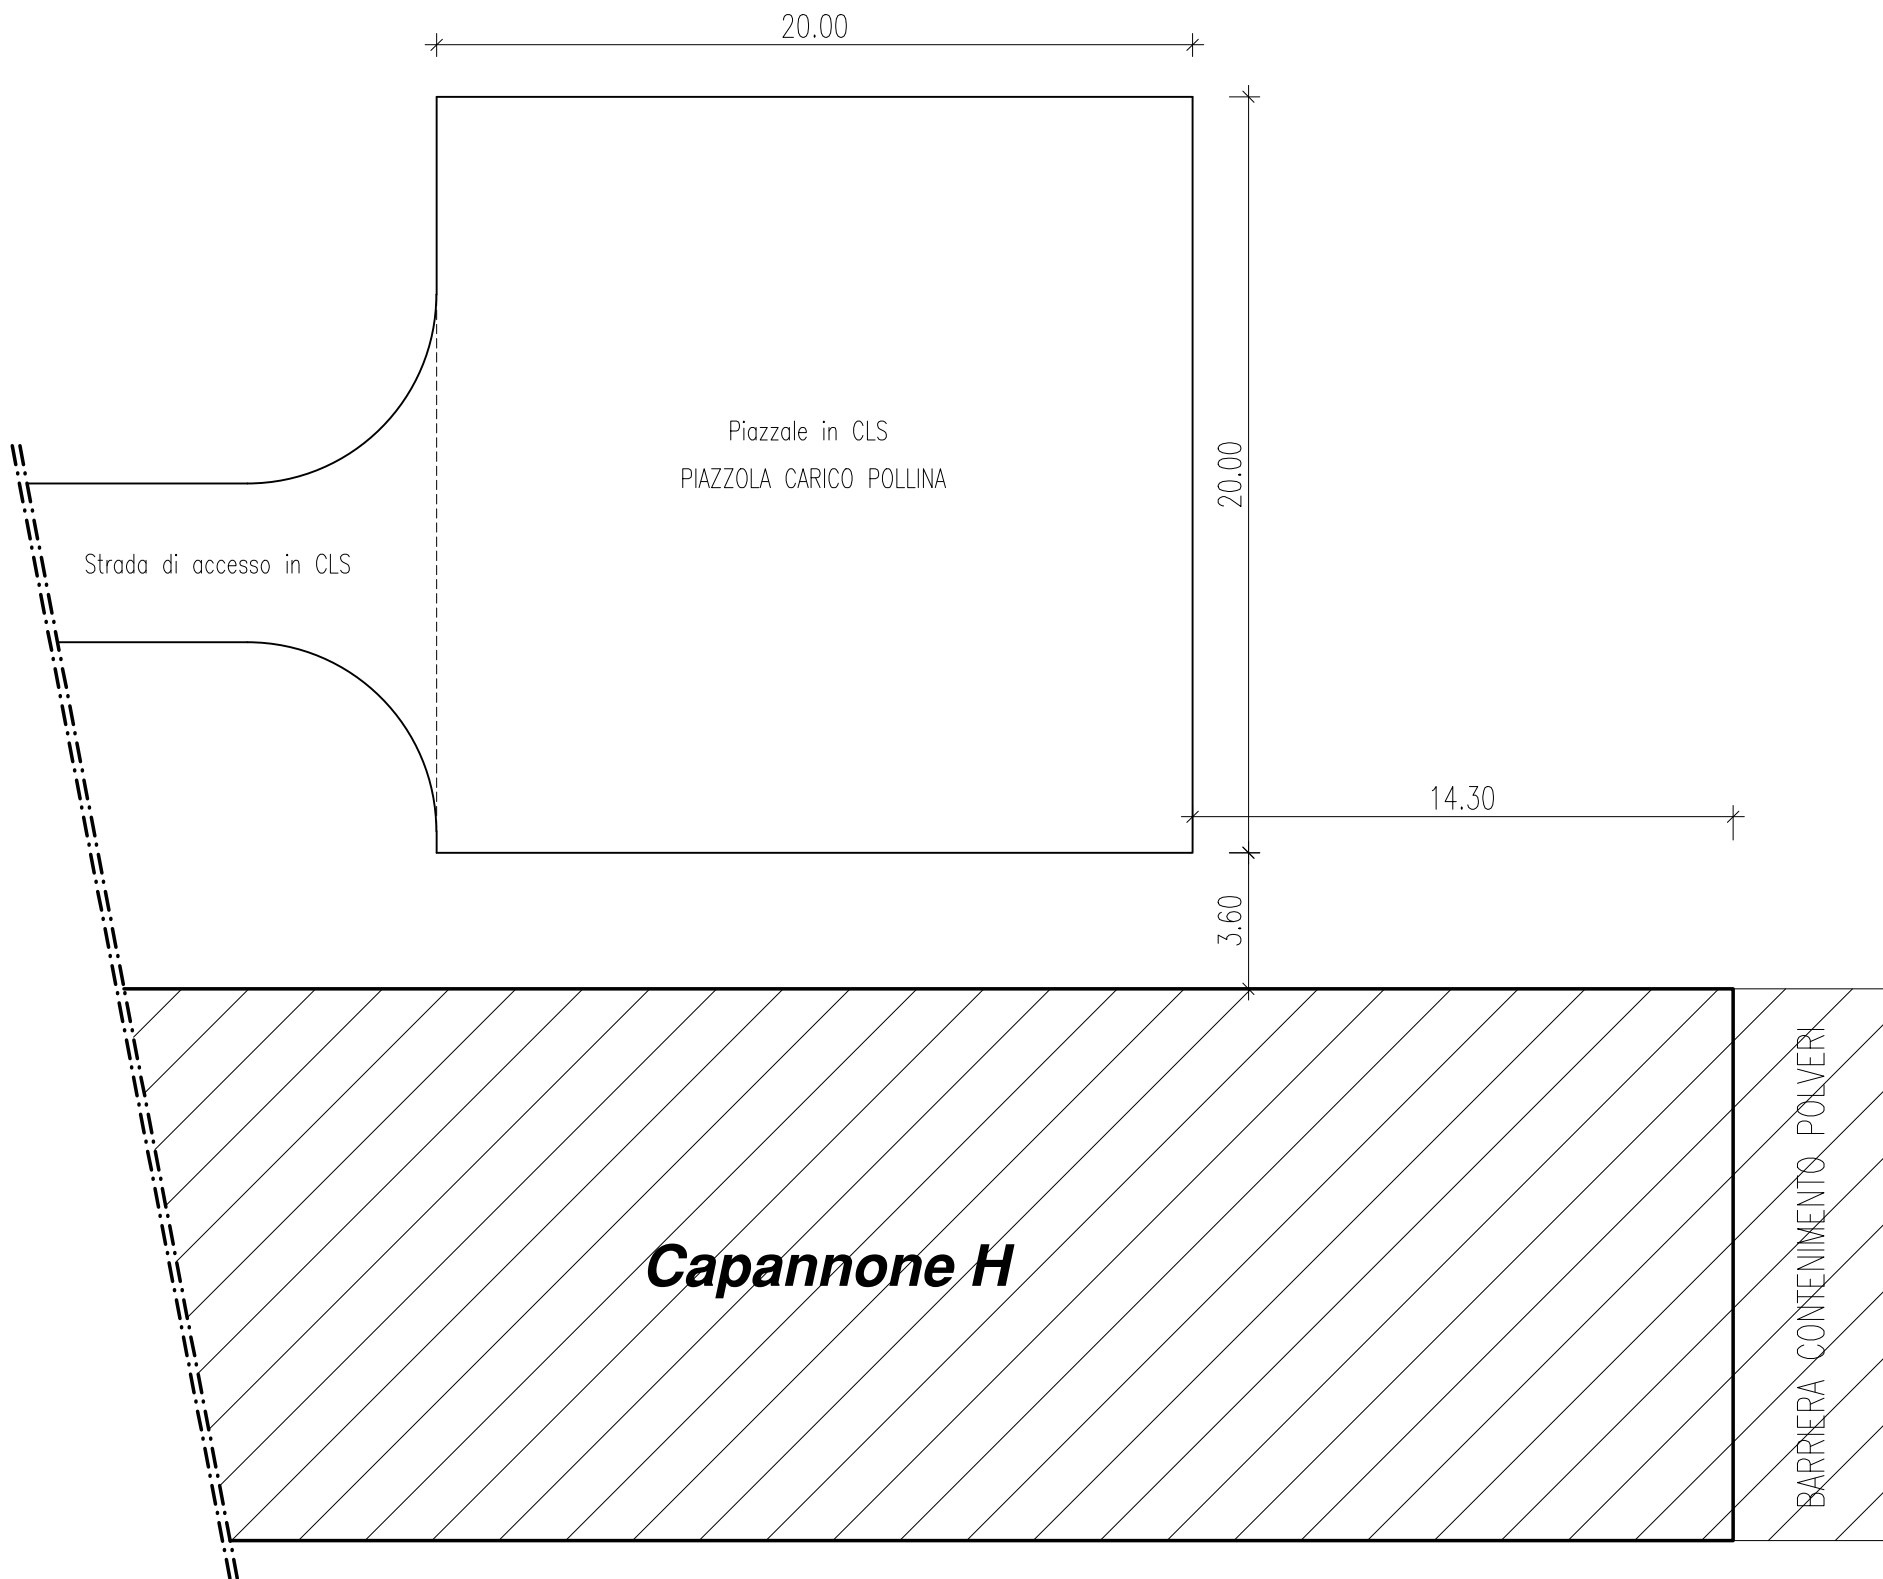 20.00
Piazzale in CLS
PIAZZOLA CARICO POLLINA
20.00
Strada di accesso in CLS
14.30
3.60
Capannone H
BARRIERA CONTENIMENTO POLVERI